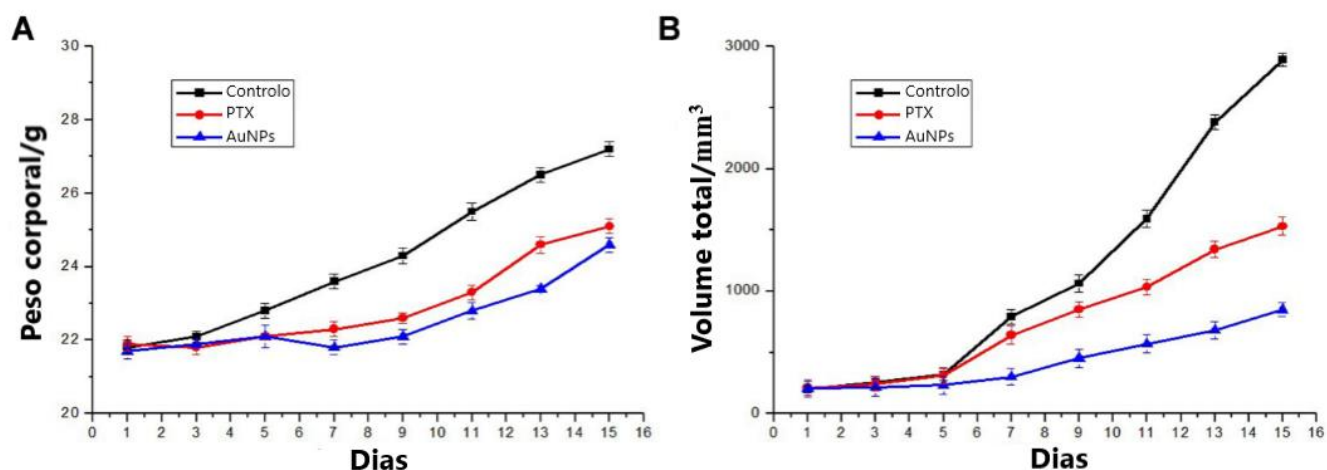 A
Peso corporal/g
30
28
26
24
22
20
Controlo
PTX
AuNPs
0 1 2 3 4 5 6 7 8 9 10 11 12 13 14 15 16
Dias
B
Volume total/mm³
3000
2000
1000
0
Controlo
PTX
AuNPs
0 1 2 3 4 5 6 7 8 9 10 11 12 13 14 15 16
Dias